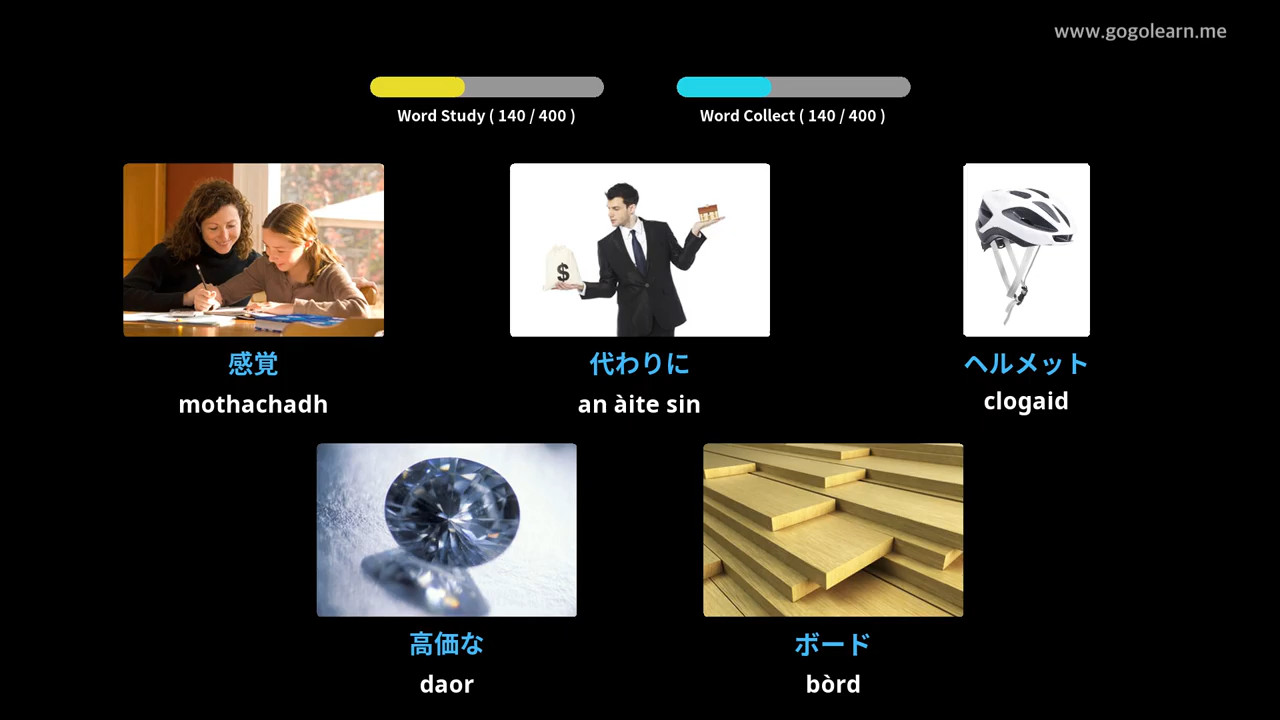 www.gogolearn.me
Word Study ( 140 / 400 )
Word Collect ( 140 / 400 )
$
感覚
mothachadh
代わりに
an àite sin
ヘルメット
clogaid
高価な
daor
ボード
bòrd